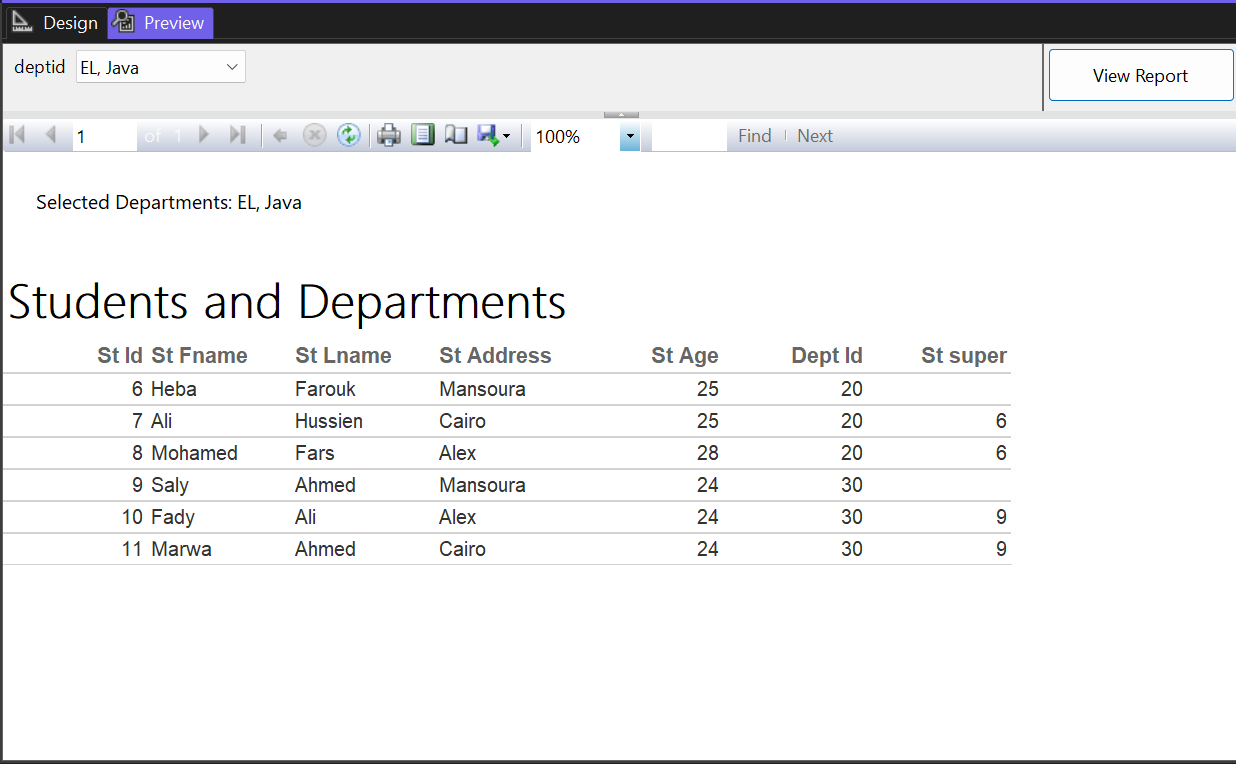 Design Preview
deptid EL, Java View Report
1 of 1 100% Find Next
Selected Departments: EL, Java
Students and Departments
St Id St Fname St Lname St Address St Age Dept Id St super
6 Heba Farouk Mansoura 25 20
7 Ali Hussien Cairo 25 20 6
8 Mohamed Fars Alex 28 20 6
9 Saly Ahmed Mansoura 24 30
10 Fady Ali Alex 24 30 9
11 Marwa Ahmed Cairo 24 30 9